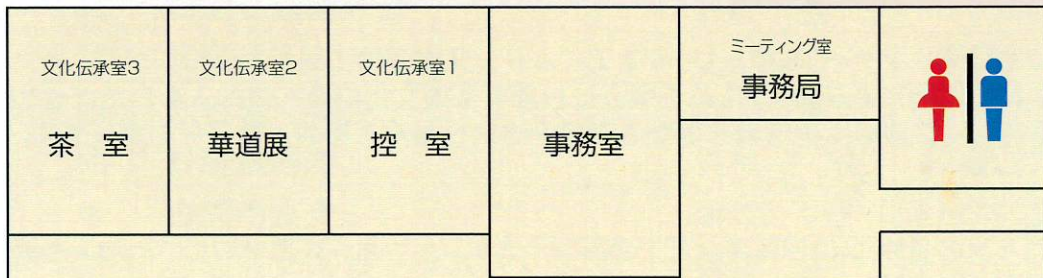 文化伝承室3
茶 室
文化伝承室2
華道展
文化伝承室1
控 室
事務室
ミーティング室
事務局